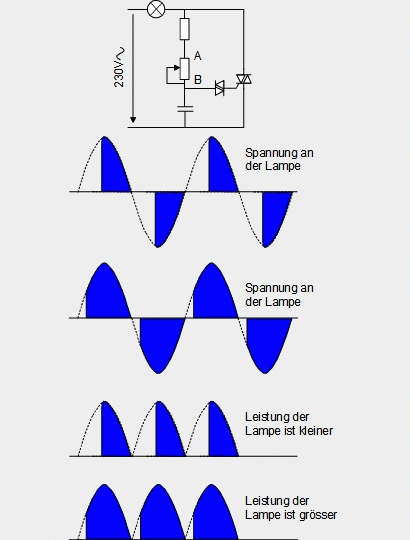 230V~
A
B
Spannung an
der Lampe
Spannung an
der Lampe
Leistung der
Lampe ist kleiner
Leistung der
Lampe ist grösser